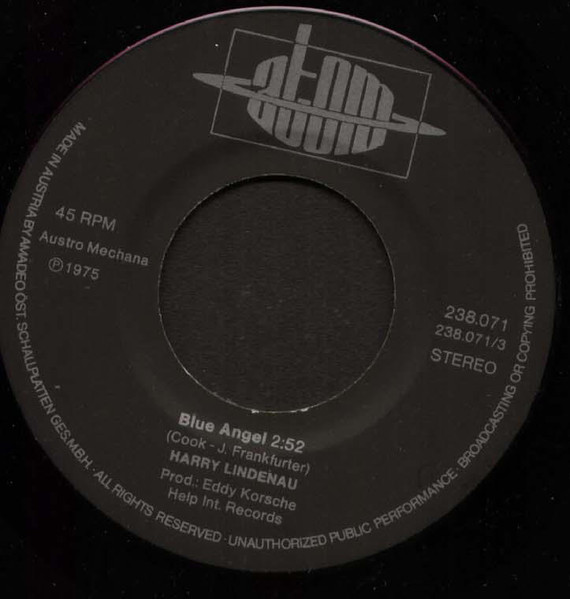 atom
45 RPM
Austro Mechana
Ⓟ1975
238.071
238.071/3
STEREO
Blue Angel 2:52
(Cook - J. Frankfurter)
HARRY LINDENAU
Prod.: Eddy Korsche
Help Int. Records
MADE IN AUSTRIA BY AMADEO ÖST. SCHALLPLATTEN GES.M.B.H. · ALL RIGHTS RESERVED · UNAUTHORIZED PUBLIC PERFORMANCE · BROADCASTING OR COPYING PROHIBITED